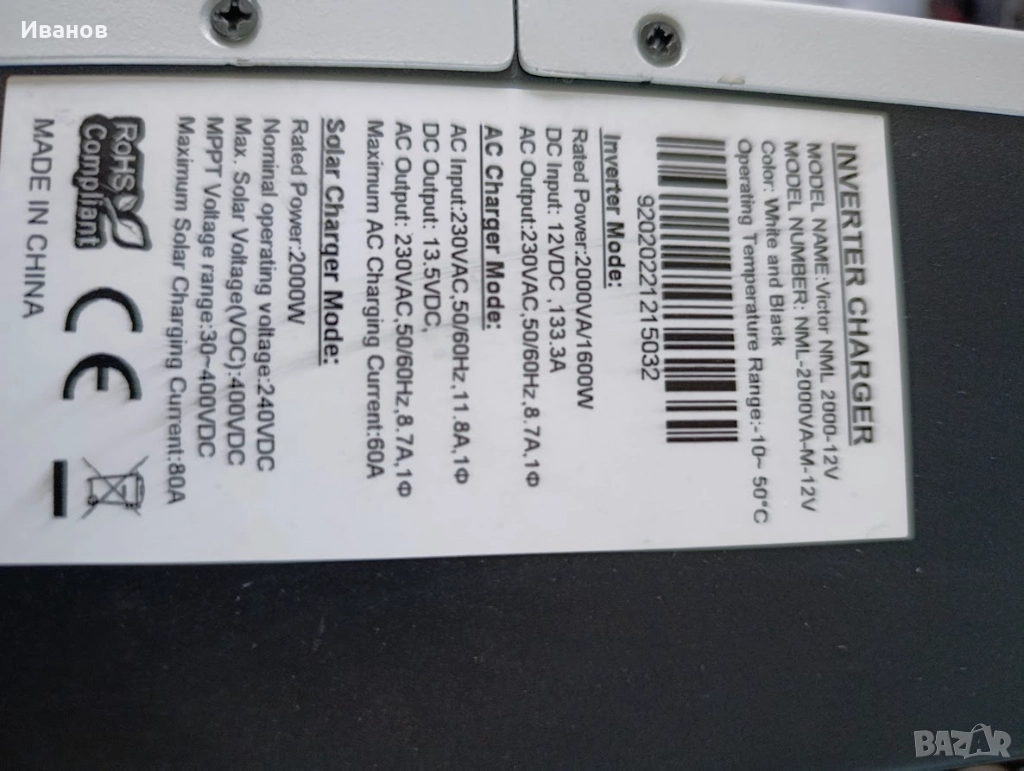 Иванов
INVERTER CHARGER
MODEL NAME:Victor NML 2000-12V
MODEL NUMBER: NML-2000VA-M-12V
Color: White and Black
Operating Temperature Range:-10~ 50°C
9202022121215032
Inverter Mode:
Rated Power:2000VA/1600W
DC Input: 12VDC ,133.3A
AC Output:230VAC,50/60Hz,8.7A,1Φ
AC Charger Mode:
AC Input:230VAC,50/60Hz,11.8A,1Φ
DC Output: 13.5VDC,
AC Output: 230VAC,50/60Hz,8.7A,1Φ
Maximum AC Charging Current:60A
Solar Charger Mode:
Rated Power:2000W
Nominal operating voltage:240VDC
Max. Solar Voltage(VOC):400VDC
MPPT Voltage range:30~400VDC
Maximum Solar Charging Current:80A
RoHS
Compliant
CE
MADE IN CHINA
BAZAR